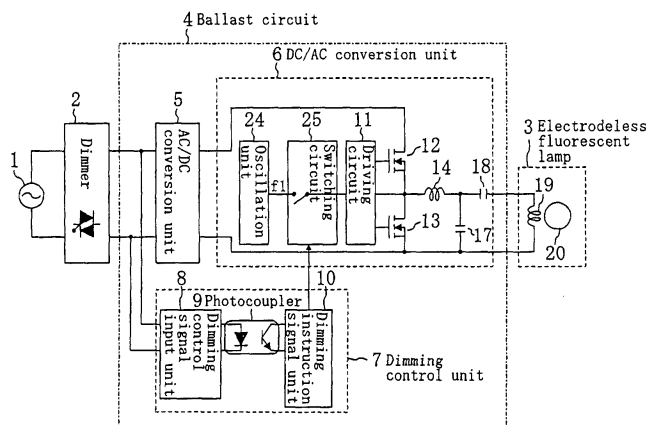 4 Ballast circuit
6 DC/AC conversion unit
2
5
24
25
11
3 Electrodeless
fluorescent
lamp
1
Dimmer
AC/DC
conversion unit
Oscillation
unit
f1
Switching
circuit
Driving
circuit
12
14
18
19
13
17
20
8
9 Photocoupler
10
Dimming
control
signal
input unit
Dimming
instruction
signal unit
7 Dimming
control unit